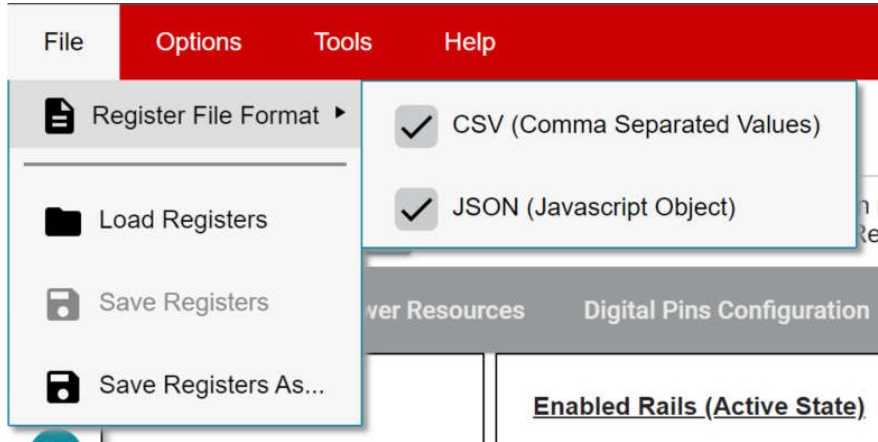 File Options Tools Help
Register File Format
CSV (Comma Separated Values)
JSON (Javascript Object)
Load Registers
Save Registers
Save Registers As...
Resources Digital Pins Configuration
Enabled Rails (Active State)